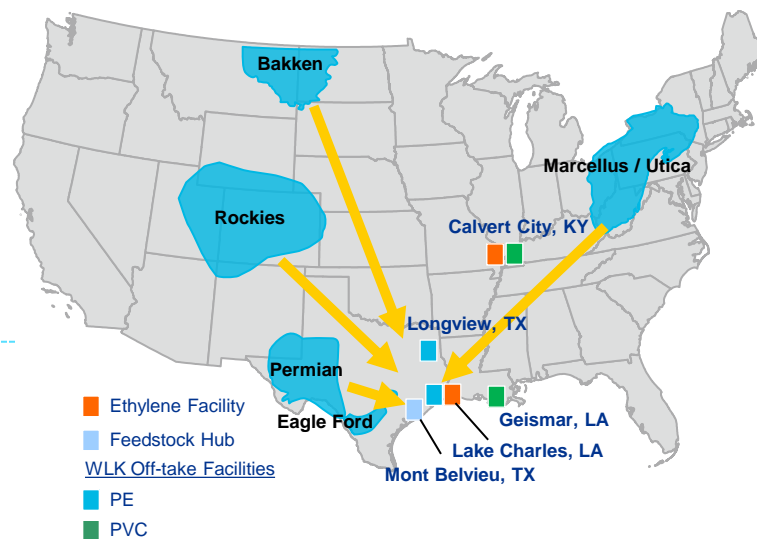 Bakken
Marcellus / Utica
Rockies
Calvert City, KY
Longview, TX
Permian
Eagle Ford
Geismar, LA
Lake Charles, LA
Mont Belvieu, TX
Ethylene Facility
Feedstock Hub
WLK Off-take Facilities
PE
PVC